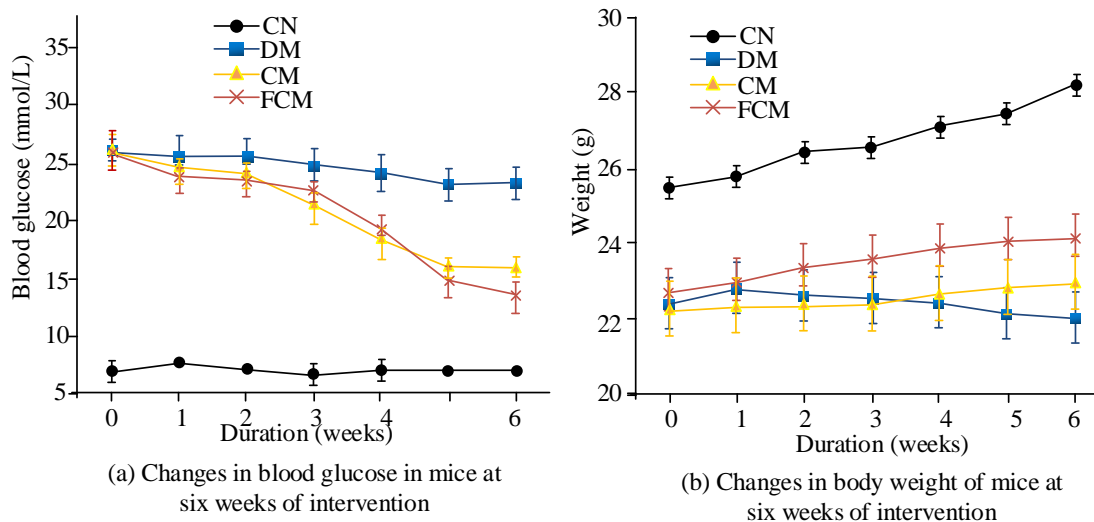 35
30
25
20
15
10
5
Blood glucose (mmol/L)
CN
DM
CM
FCM
0 1 2 3 4 6
Duration (weeks)
(a) Changes in blood glucose in mice at
six weeks of intervention
30
28
26
24
22
20
Weight (g)
CN
DM
CM
FCM
0 1 2 3 4 5 6
Duration (weeks)
(b) Changes in body weight of mice at
six weeks of intervention